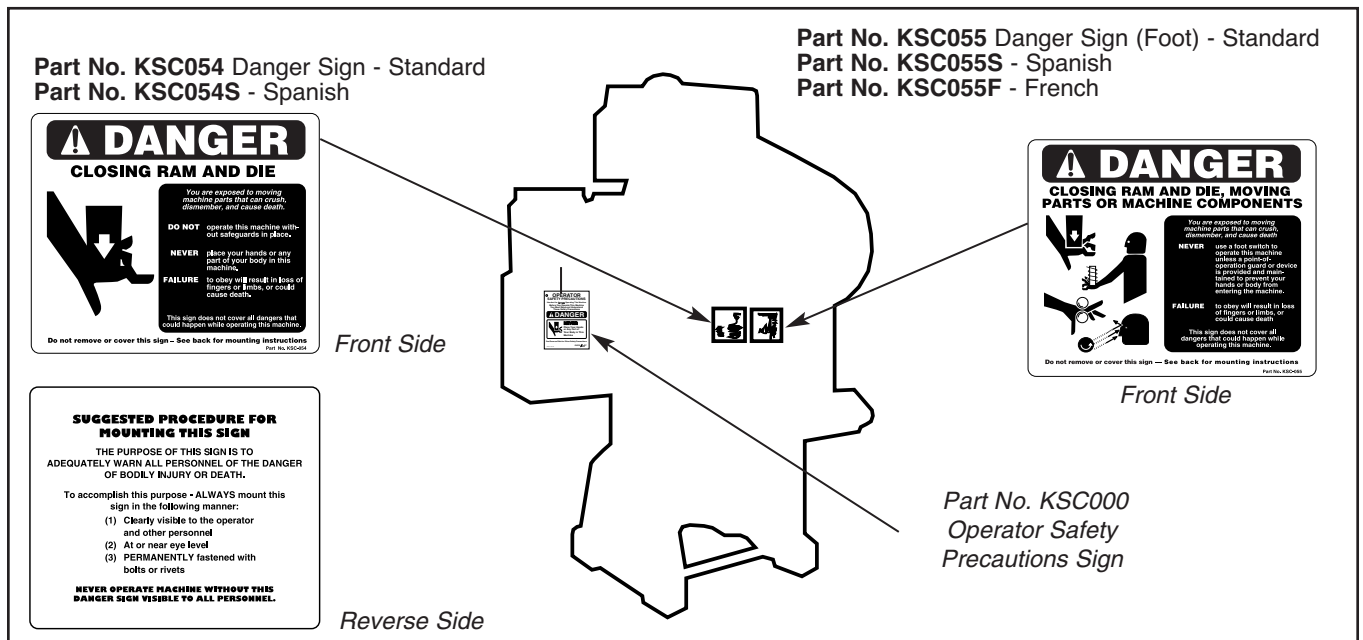 Part No. KSC054 Danger Sign - Standard
Part No. KSC054S - Spanish
DANGER
CLOSING RAM AND DIE
You are exposed to moving
machine parts that can crush,
dismember, and cause death.
DO NOT operate this machine with-
out safeguards in place.
NEVER place your hands or any
part of your body in this
machine.
FAILURE to obey will result in loss of
fingers or limbs, or could
cause death.
This sign does not cover all dangers that
could happen while operating this machine.
Do not remove or cover this sign – See back for mounting instructions
Part No. KSC-054
Front Side
SUGGESTED PROCEDURE FOR
MOUNTING THIS SIGN
THE PURPOSE OF THIS SIGN IS TO
ADEQUATELY WARN ALL PERSONNEL OF THE DANGER
OF BODILY INJURY OR DEATH.
To accomplish this purpose - ALWAYS mount this
sign in the following manner:
(1) Clearly visible to the operator
and other personnel
(2) At or near eye level
(3) PERMANENTLY fastened with
bolts or rivets
NEVER OPERATE MACHINE WITHOUT THIS
DANGER SIGN VISIBLE TO ALL PERSONNEL.
Reverse Side
OPERATOR
SAFETY PRECAUTIONS
DANGER
NEVER
Part No. KSC000
Operator Safety
Precautions Sign
Part No. KSC055 Danger Sign (Foot) - Standard
Part No. KSC055S - Spanish
Part No. KSC055F - French
DANGER
CLOSING RAM AND DIE, MOVING
PARTS OR MACHINE COMPONENTS
You are exposed to moving
machine parts that can crush,
dismember, and cause death
NEVER use a foot switch to
operate this machine
unless a point-of-
operation guard or device
is provided and main-
tained to prevent your
hands or body from
entering the machine.
FAILURE to obey will result in loss
of fingers or limbs, or
could cause death
This sign does not cover all
dangers that could happen while
operating this machine.
Do not remove or cover this sign — See back for mounting instructions
Part No. KSC-055
Front Side